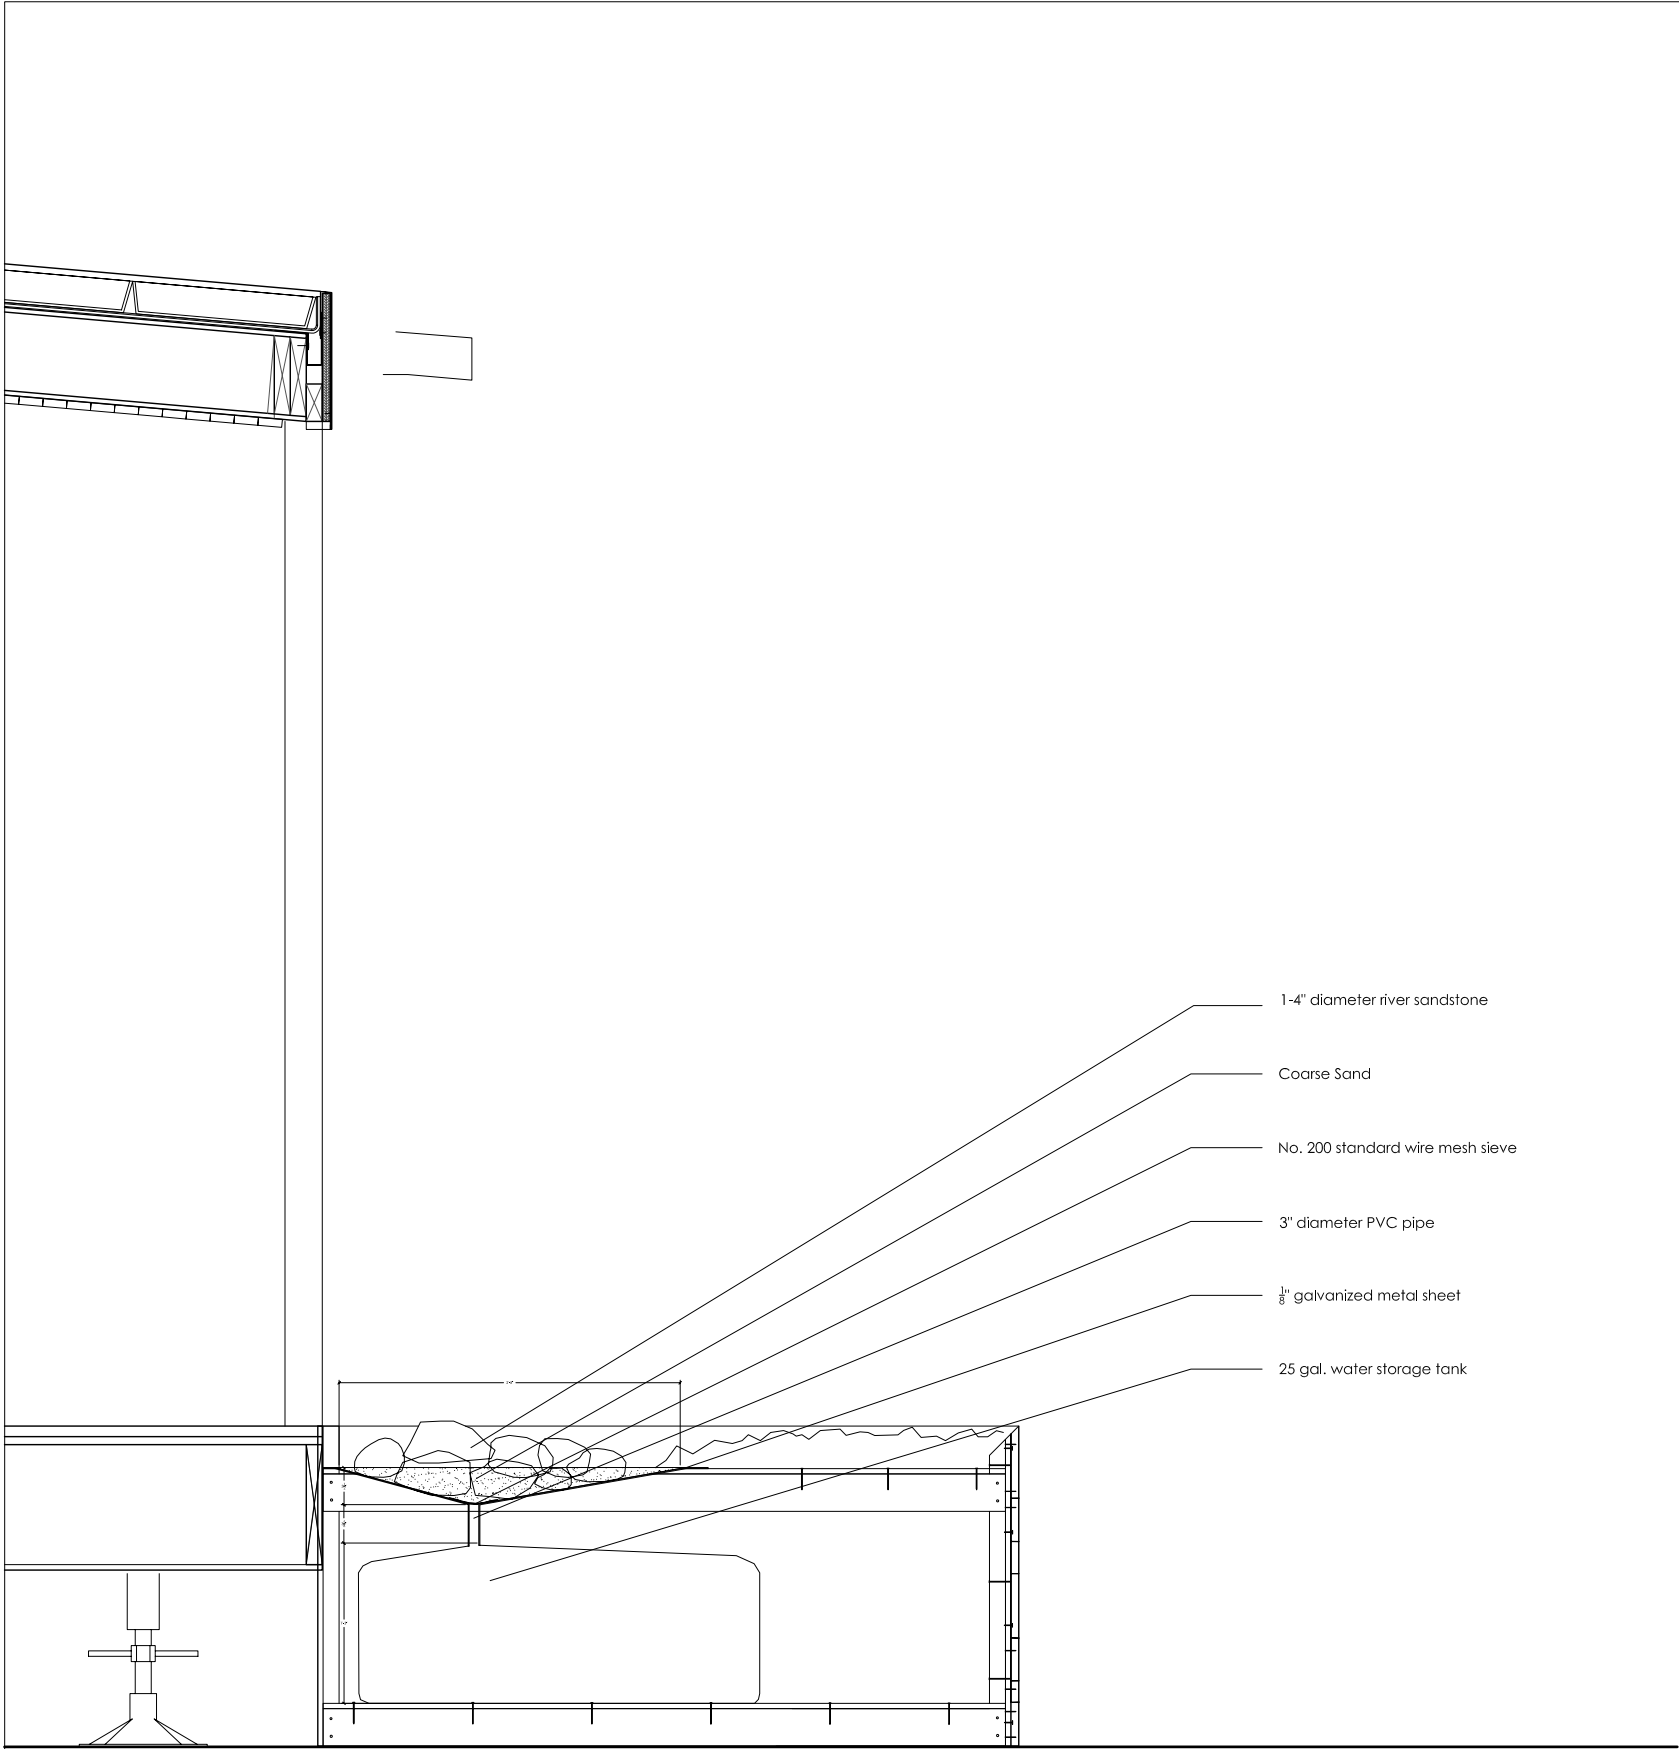 1-4" diameter river sandstone
Coarse Sand
No. 200 standard wire mesh sieve
3" diameter PVC pipe
⅛" galvanized metal sheet
25 gal. water storage tank